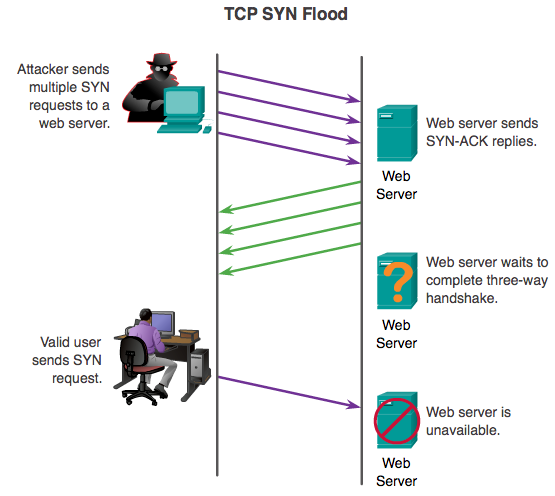 TCP SYN Flood
Attacker sends
multiple SYN
requests to a
web server.
Web server sends
SYN-ACK replies.
Web
Server
Web server waits to
complete three-way
handshake.
?
Web
Server
Valid user
sends SYN
request.
Web server is
unavailable.
Web
Server